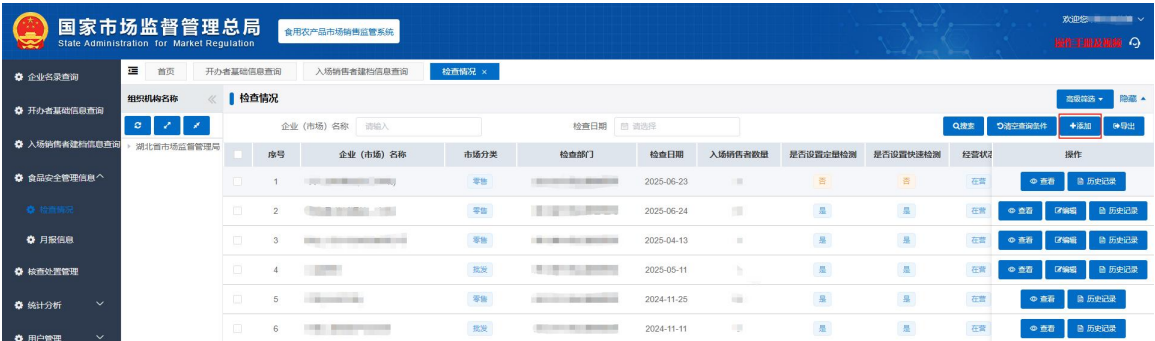 国家市场监督管理总局
State Administration for Market Regulation
食用农产品市场销售监管系统
欢迎您
操作手册及视频
企业名录查询
开办者基础信息查询
入场销售者建档信息查询
食品安全管理信息
检查情况
月报信息
核查处置管理
统计分析
用户管理
首页 开办者基础信息查询 入场销售者建档信息查询 检查情况 ×
组织机构名称
湖北省市场监督管理局
检查情况 高级筛选 隐藏
企业（市场）名称 请输入 检查日期 请选择 搜索 清空查询条件 +添加 导出
序号 企业（市场）名称 市场分类 检查部门 检查日期 入场销售者数量 是否设置定量检测 是否设置快速检测 经营状态 操作
1 零售 2025-06-23 否 否 在营 查看 历史记录
2 零售 2025-06-24 是 是 在营 查看 编辑 历史记录
3 零售 2025-04-13 是 是 在营 查看 编辑 历史记录
4 批发 2025-05-11 是 是 在营 查看 编辑 历史记录
5 零售 2024-11-25 是 是 在营 查看 历史记录
6 批发 2024-11-11 是 是 在营 查看 历史记录